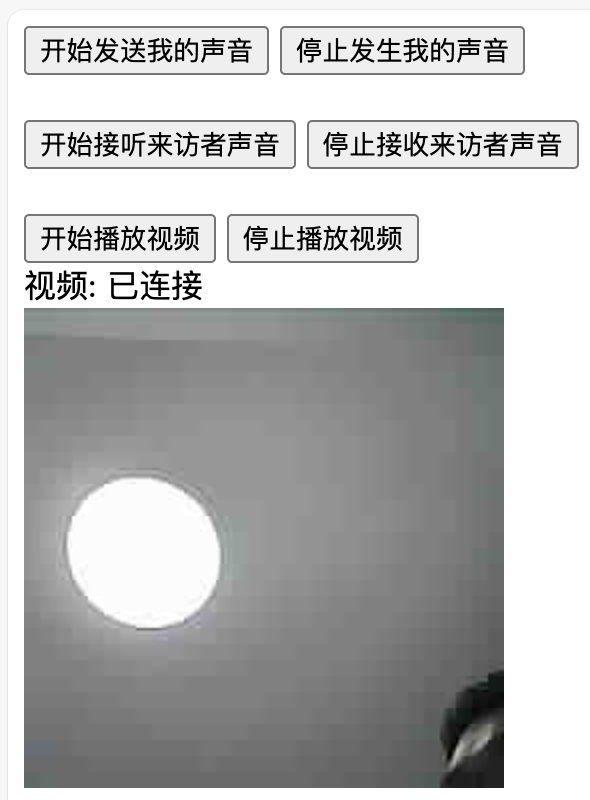 开始发送我的声音 停止发生我的声音
开始接听来访者声音 停止接收来访者声音
开始播放视频 停止播放视频
视频: 已连接